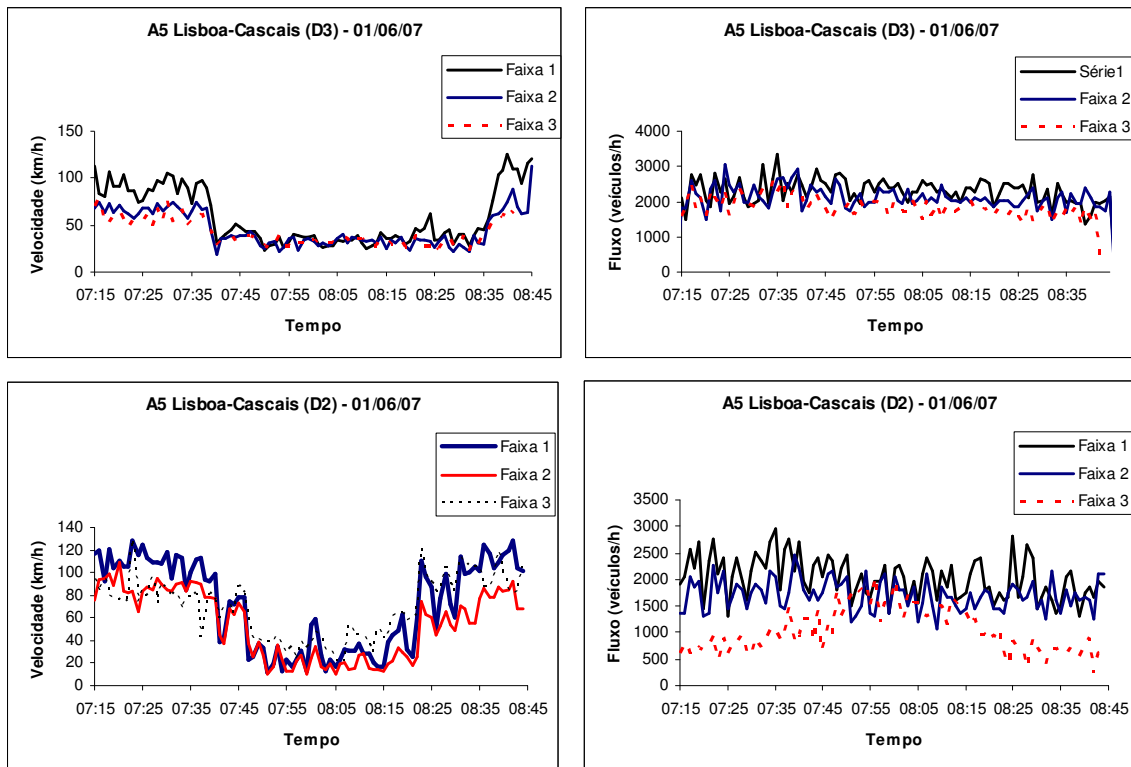 A5 Lisboa-Cascais (D3) - 01/06/07
Faixa 1
Faixa 2
Faixa 3
150
100
50
0
Velocidade (km/h)
07:15 07:25 07:35 07:45 07:55 08:05 08:15 08:25 08:35 08:45
Tempo
A5 Lisboa-Cascais (D3) - 01/06/07
Série1
Faixa 2
Faixa 3
4000
3000
2000
1000
0
Fluxo (veículos/h)
07:15 07:25 07:35 07:45 07:55 08:05 08:15 08:25 08:35
Tempo
A5 Lisboa-Cascais (D2) - 01/06/07
Faixa 1
Faixa 2
Faixa 3
140
120
100
80
60
40
20
0
Velocidade (km/h)
07:15 07:25 07:35 07:45 07:55 08:05 08:15 08:25 08:35 08:45
Tempo
A5 Lisboa-Cascais (D2) - 01/06/07
Faixa 1
Faixa 2
Faixa 3
3500
3000
2500
2000
1500
1000
500
0
Fluxo (veículos/h)
07:15 07:25 07:35 07:45 07:55 08:05 08:15 08:25 08:35 08:45
Tempo